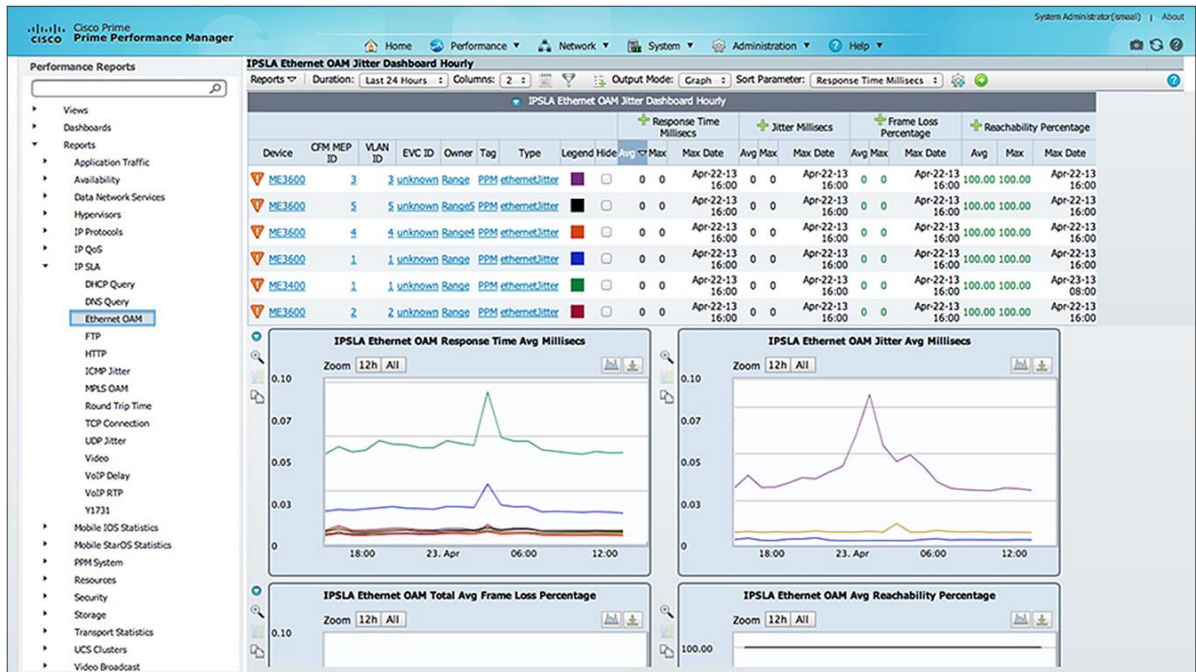 System Administrator(ismaail) | About
Cisco Prime
CISCO Prime Performance Manager
Home Performance Network System Administration Help
Performance Reports
Views
Dashboards
Reports
Application Traffic
Availability
Data Network Services
Hypervisors
IP Protocols
IP QoS
IP SLA
DHCP Query
DNS Query
Ethernet OAM
FTP
HTTP
ICMP Jitter
MPLS OAM
Round Trip Time
TCP Connection
UDP Jitter
Video
VoIP Delay
VoIP RTP
Y1731
Mobile IOS Statistics
Mobile StarOS Statistics
PPM System
Resources
Security
Storage
Transport Statistics
UCS Clusters
Video Broadcast
IPSLA Ethernet OAM Jitter Dashboard Hourly
Reports Duration: Last 24 Hours Columns: 2 Output Mode: Graph Sort Parameter: Response Time Millisecs
IPSLA Ethernet OAM Jitter Dashboard Hourly
Response Time Millisecs Jitter Millisecs Frame Loss Percentage Reachability Percentage
Device CFM MEP ID VLAN ID EVC ID Owner Tag Type Legend Hide Avg Max Max Date Avg Max Max Date Avg Max Max Date Avg Max Max Date
ME3600 3 3 unknown Range PPM ethernetJitter 0 0 Apr-22-13 16:00 0 0 Apr-22-13 16:00 0 0 Apr-22-13 16:00 100.00 100.00 Apr-22-13 16:00
ME3600 5 5 unknown Range5 PPM ethernetJitter 0 0 Apr-22-13 16:00 0 0 Apr-22-13 16:00 0 0 Apr-22-13 16:00 100.00 100.00 Apr-22-13 16:00
ME3600 4 4 unknown Range4 PPM ethernetJitter 0 0 Apr-22-13 16:00 0 0 Apr-22-13 16:00 0 0 Apr-22-13 16:00 100.00 100.00 Apr-22-13 16:00
ME3600 1 1 unknown Range PPM ethernetJitter 0 0 Apr-22-13 16:00 0 0 Apr-22-13 16:00 0 0 Apr-22-13 16:00 100.00 100.00 Apr-22-13 16:00
ME3400 1 1 unknown Range PPM ethernetJitter 0 0 Apr-22-13 16:00 0 0 Apr-22-13 16:00 0 0 Apr-22-13 16:00 100.00 100.00 Apr-23-13 08:00
ME3600 2 2 unknown Range PPM ethernetJitter 0 0 Apr-22-13 16:00 0 0 Apr-22-13 16:00 0 0 Apr-22-13 16:00 100.00 100.00 Apr-22-13 16:00
IPSLA Ethernet OAM Response Time Avg Millisecs
Zoom 12h All
0.10
0.07
0.05
0.03
0
18:00 23. Apr 06:00 12:00
IPSLA Ethernet OAM Jitter Avg Millisecs
Zoom 12h All
0.10
0.07
0.05
0.03
0
18:00 23. Apr 06:00 12:00
IPSLA Ethernet OAM Total Avg Frame Loss Percentage
Zoom 12h All
0.10
IPSLA Ethernet OAM Avg Reachability Percentage
Zoom 12h All
100.00